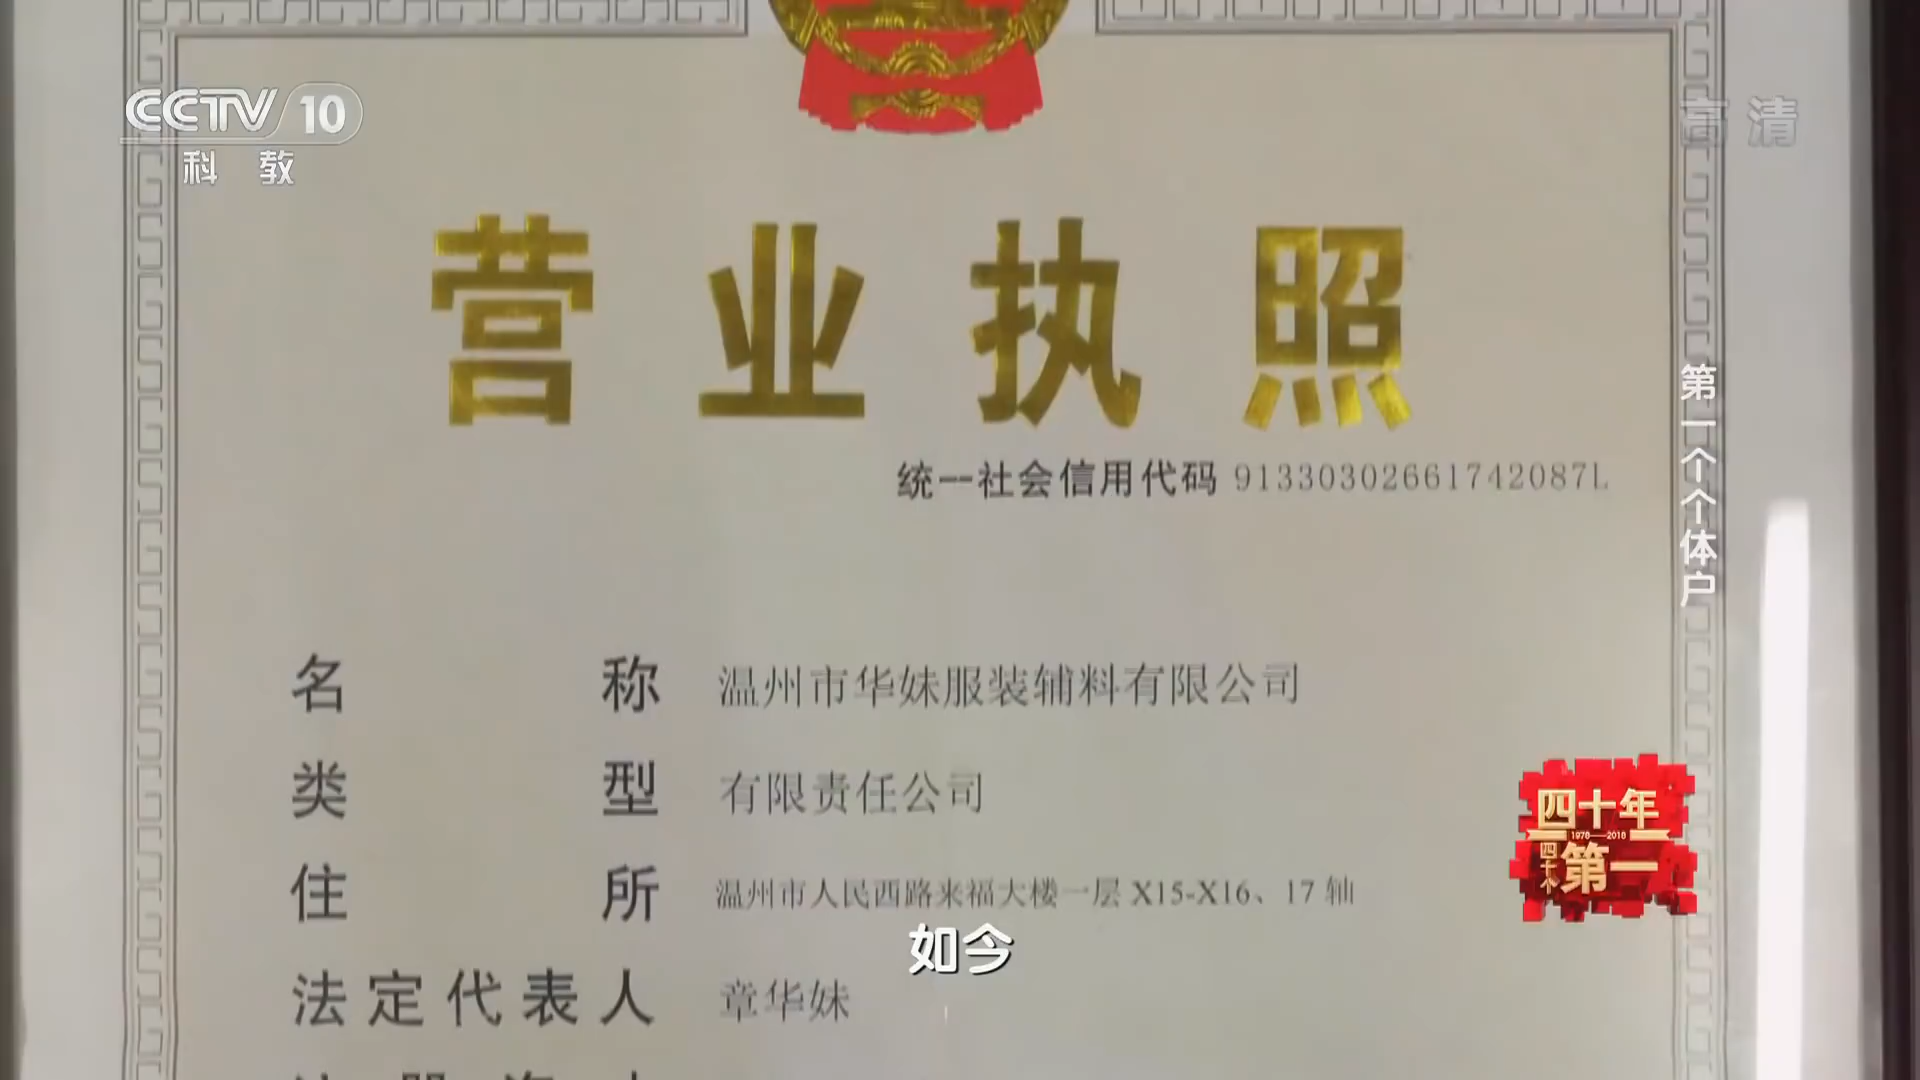 CCTV 10
科教
高清
营业执照
统一社会信用代码 91330302661742087L
第一个个体户
名称 温州市华妹服装辅料有限公司
类型 有限责任公司
住所 温州市人民西路来福大楼一层 X15-X16、17 轴
四十年
1978——2018
四十个 第一
如今
法定代表人 章华妹